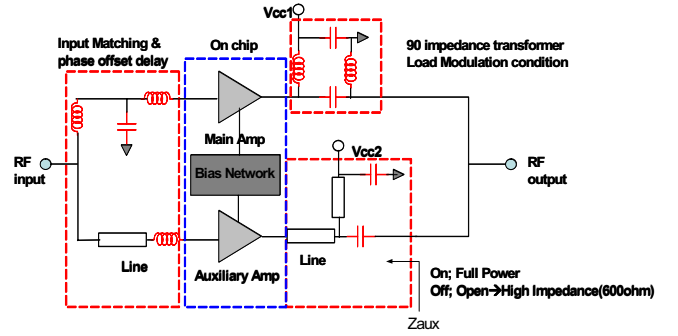 Vcc1
Input Matching &
phase offset delay
On chip
90 impedance transformer
Load Modulation condition
Main Amp
RF
input
Vcc2
Bias Network
RF
output
Line
Auxiliary Amp
Line
On; Full Power
Off; Open→High Impedance(600ohm)
Zaux